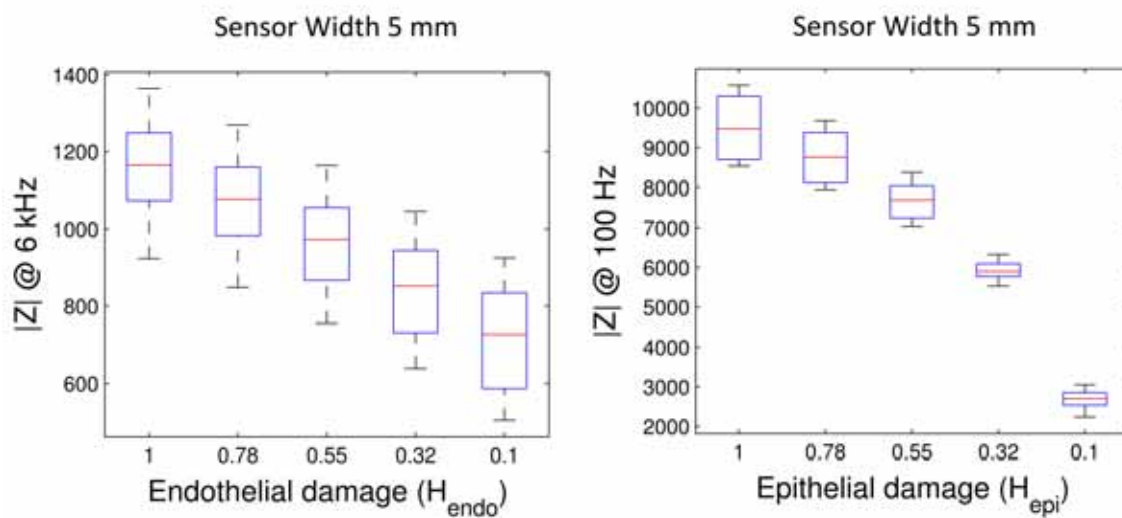 Sensor Width 5 mm
|Z| @ 6 kHz
1400
1200
1000
800
600
1 0.78 0.55 0.32 0.1
Endothelial damage (H_endo)
Sensor Width 5 mm
|Z| @ 100 Hz
10000
9000
8000
7000
6000
5000
4000
3000
2000
1 0.78 0.55 0.32 0.1
Epithelial damage (H_epi)